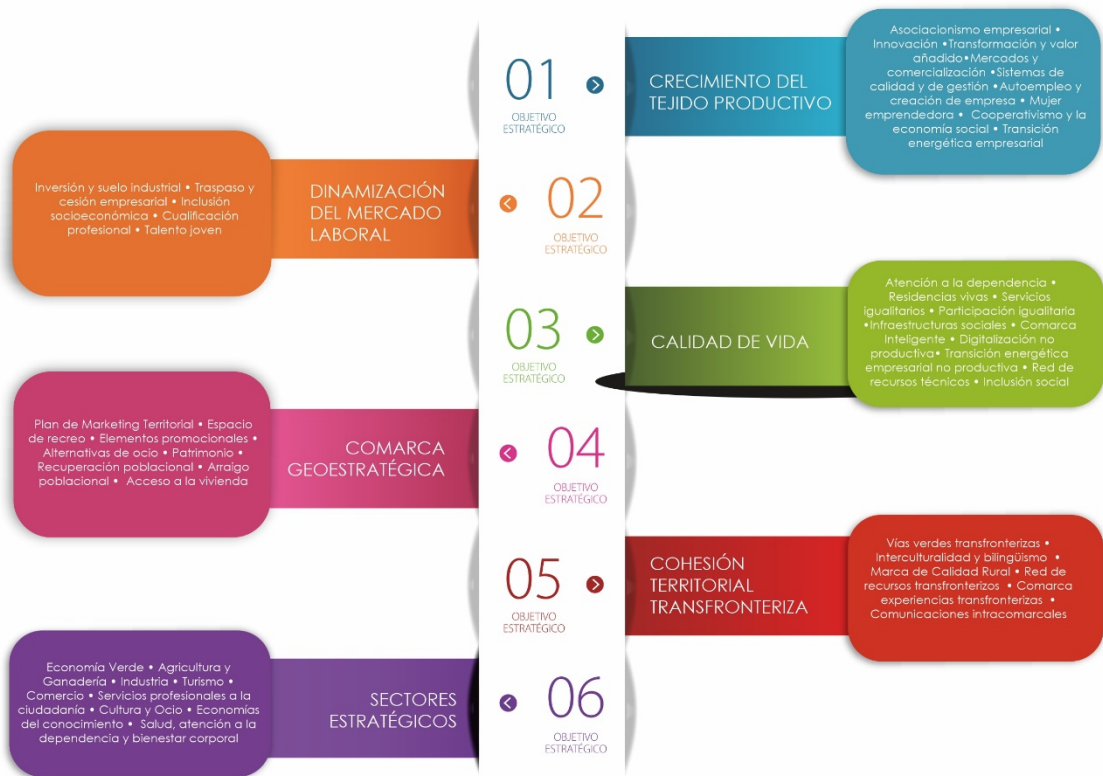 01
OBJETIVO
ESTRATÉGICO
CRECIMIENTO DEL
TEJIDO PRODUCTIVO
Asociacionismo empresarial •
Innovación •Transformación y valor
añadido•Mercados y
comercialización •Sistemas de
calidad y de gestión •Autoempleo y
creación de empresa • Mujer
emprendedora • Cooperativismo y la
economía social • Transición
energética empresarial
02
OBJETIVO
ESTRATÉGICO
DINAMIZACIÓN
DEL MERCADO
LABORAL
Inversión y suelo industrial • Traspaso y
cesión empresarial • Inclusión
socioeconómica • Cualificación
profesional • Talento joven
03
OBJETIVO
ESTRATÉGICO
CALIDAD DE VIDA
Atención a la dependencia •
Residencias vivas • Servicios
igualitarios • Participación igualitaria
•Infraestructuras sociales • Comarca
Inteligente • Digitalización no
productiva• Transición energética
empresarial no productiva • Red de
recursos técnicos • Inclusión social
04
OBJETIVO
ESTRATÉGICO
COMARCA
GEOESTRATÉGICA
Plan de Marketing Territorial • Espacio
de recreo • Elementos promocionales •
Alternativas de ocio • Patrimonio •
Recuperación poblacional • Arraigo
poblacional • Acceso a la vivienda
05
OBJETIVO
ESTRATÉGICO
COHESIÓN
TERRITORIAL
TRANSFRONTERIZA
Vías verdes transfronterizas •
Interculturalidad y bilingüismo •
Marca de Calidad Rural • Red de
recursos transfronterizos • Comarca
experiencias transfronterizas •
Comunicaciones intracomarcales
06
OBJETIVO
ESTRATÉGICO
SECTORES
ESTRATÉGICOS
Economía Verde • Agricultura y
Ganadería • Industria • Turismo •
Comercio • Servicios profesionales a la
ciudadanía • Cultura y Ocio • Economías
del conocimiento • Salud, atención a la
dependencia y bienestar corporal